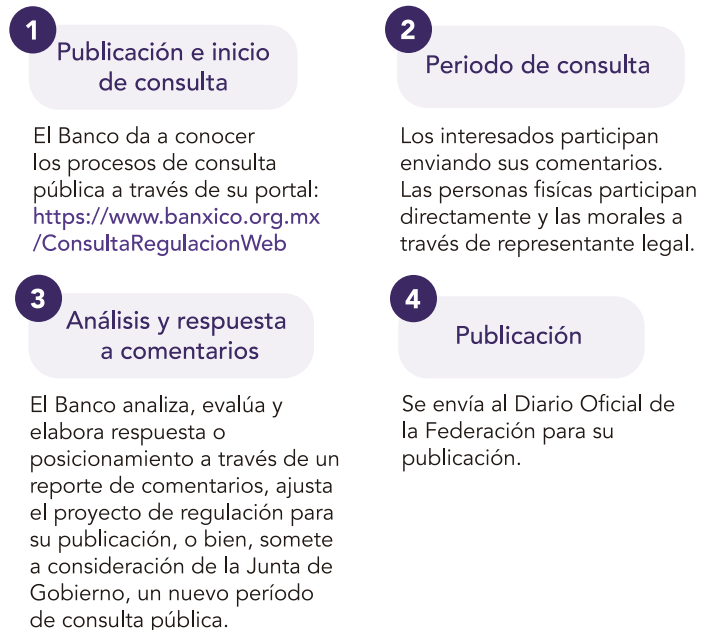 1
Publicación e inicio
de consulta
El Banco da a conocer
los procesos de consulta
pública a través de su portal:
https://www.banxico.org.mx
/ConsultaRegulacionWeb
2
Periodo de consulta
Los interesados participan
enviando sus comentarios.
Las personas fisícas participan
directamente y las morales a
través de representante legal.
3
Análisis y respuesta
a comentarios
El Banco analiza, evalúa y
elabora respuesta o
posicionamiento a través de un
reporte de comentarios, ajusta
el proyecto de regulación para
su publicación, o bien, somete
a consideración de la Junta de
Gobierno, un nuevo período
de consulta pública.
4
Publicación
Se envía al Diario Oficial de
la Federación para su
publicación.